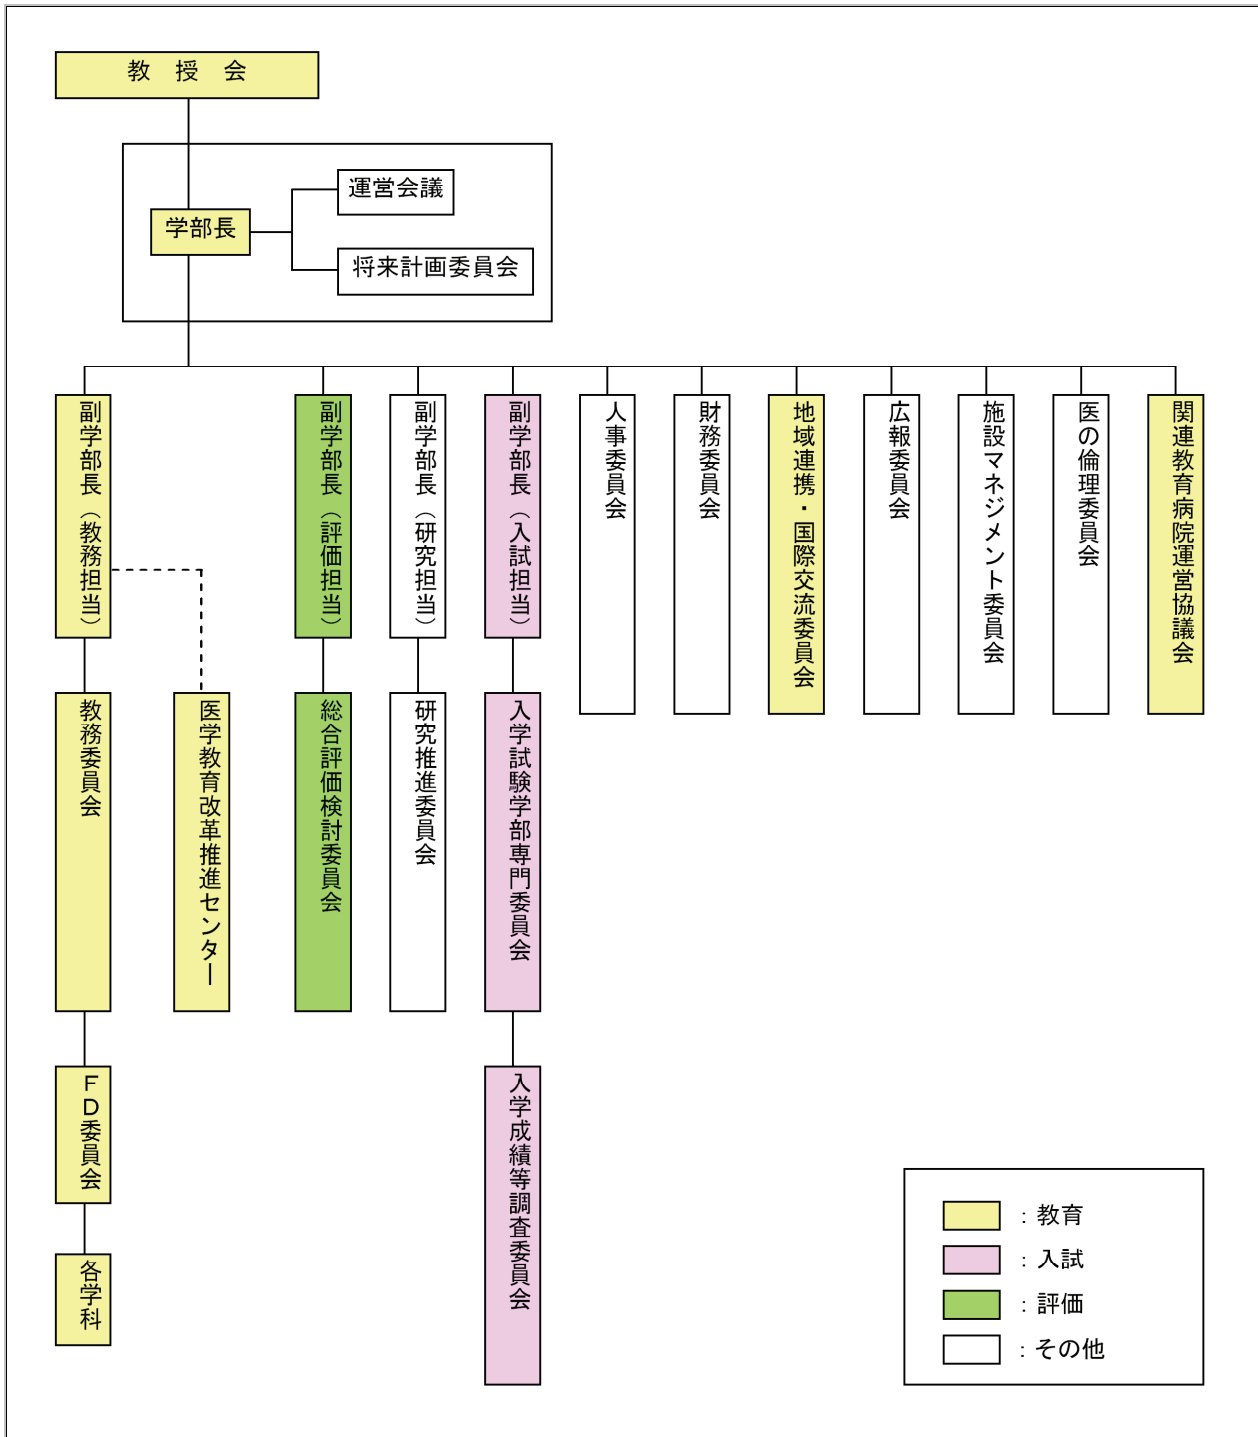 教 授 会
運営会議
学部長
将来計画委員会
副学部長（教務担当）
副学部長（評価担当）
副学部長（研究担当）
副学部長（入試担当）
人事委員会
財務委員会
地域連携・国際交流委員会
広報委員会
施設マネジメント委員会
医の倫理委員会
関連教育病院運営協議会
教務委員会
医学教育改革推進センター
総合評価検討委員会
研究推進委員会
入学試験学部専門委員会
ＦＤ委員会
入学成績等調査委員会
各学科
：教育
：入試
：評価
：その他